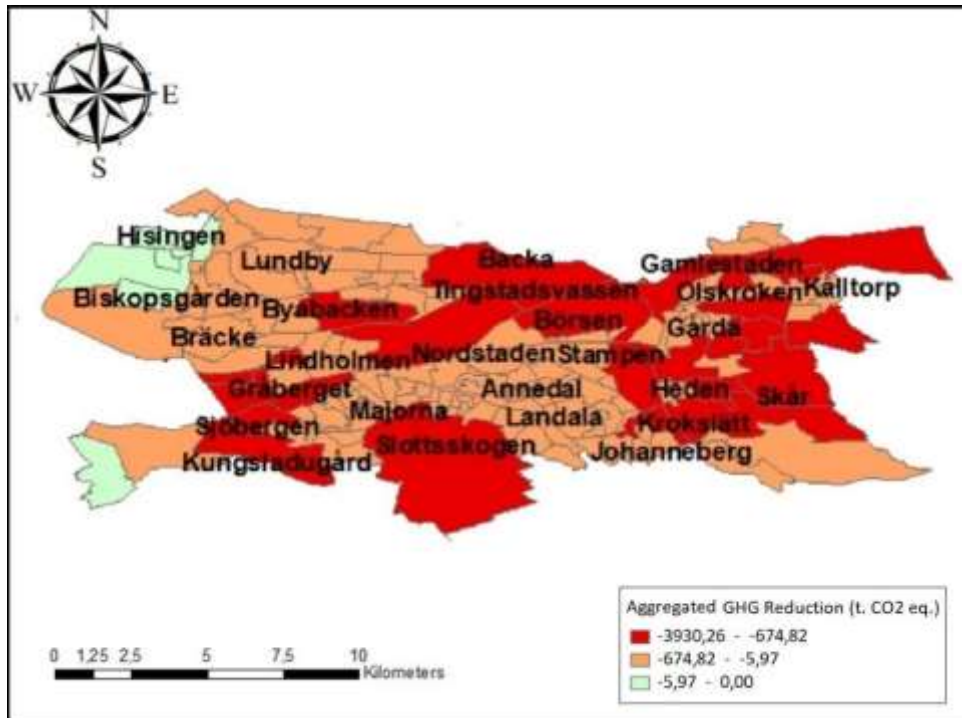 N
W E
S
Hisingen
Backa
Lundby
Gamlestaden
Tingstadsvassen
Olskroken
Kalltorp
Biskopsgården
Byabacken
Borsen
Garda
Bräcke
Lindholmen
Nordstaden
Stampen
Gråberget
Annedal
Heden
Skår
Majorna
Landala
Krokslätt
Sjöbergen
Slottsskogen
Johanneberg
Kungsladugård
Aggregated GHG Reduction (t. CO2 eq.)
-3930,26 - -674,82
-674,82 - -5,97
-5,97 - 0,00
0 1,25 2,5 5 7,5 10
Kilometers